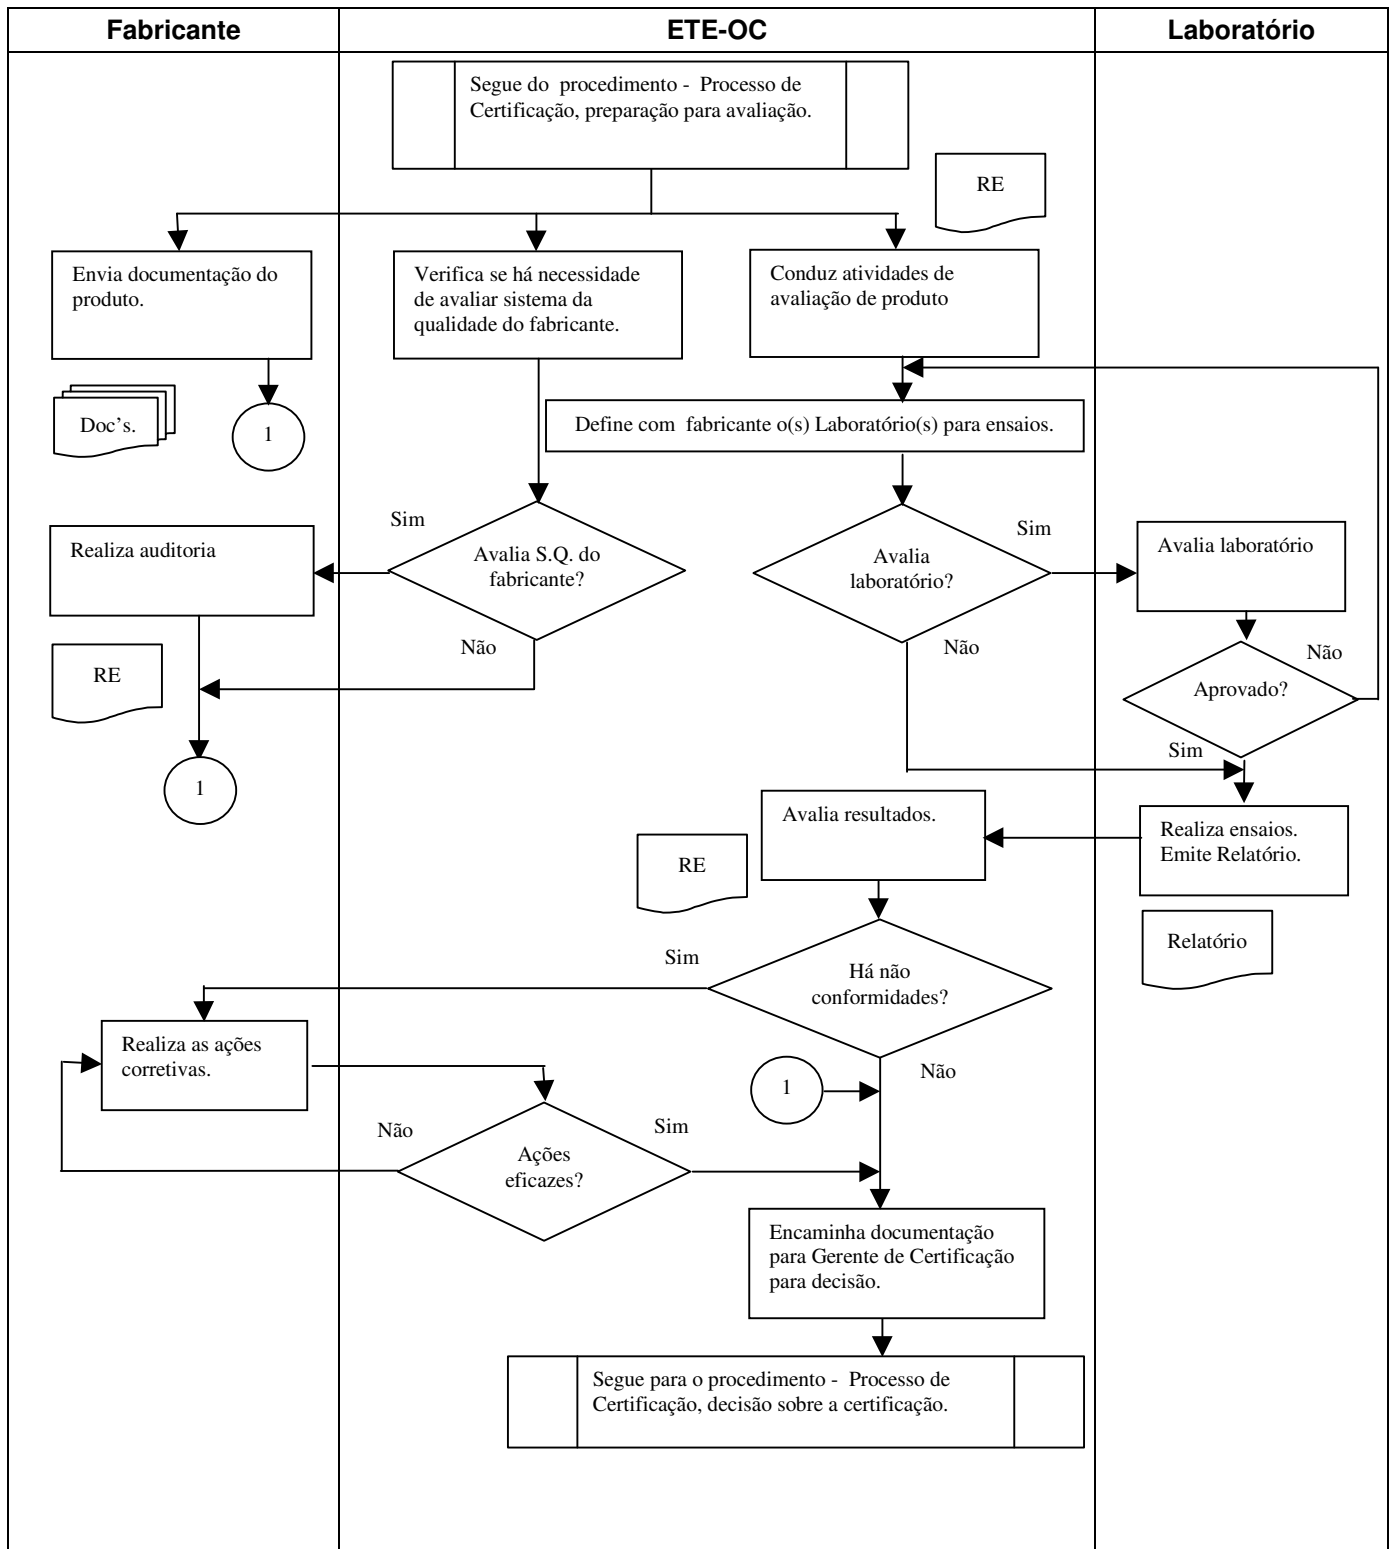 Fabricante
ETE-OC
Laboratório
Segue do procedimento - Processo de
Certificação, preparação para avaliação.
RE
Envia documentação do
produto.
Verifica se há necessidade
de avaliar sistema da
qualidade do fabricante.
Conduz atividades de
avaliação de produto
Doc's.
1
Define com fabricante o(s) Laboratório(s) para ensaios.
Sim
Realiza auditoria
Avalia S.Q. do
fabricante?
Avalia
laboratório?
Sim
Avalia laboratório
Não
Não
Não
RE
Aprovado?
Sim
1
Avalia resultados.
Realiza ensaios.
Emite Relatório.
RE
Relatório
Sim
Há não
conformidades?
Realiza as ações
corretivas.
1
Não
Não
Sim
Ações
eficazes?
Encaminha documentação
para Gerente de Certificação
para decisão.
Segue para o procedimento - Processo de
Certificação, decisão sobre a certificação.